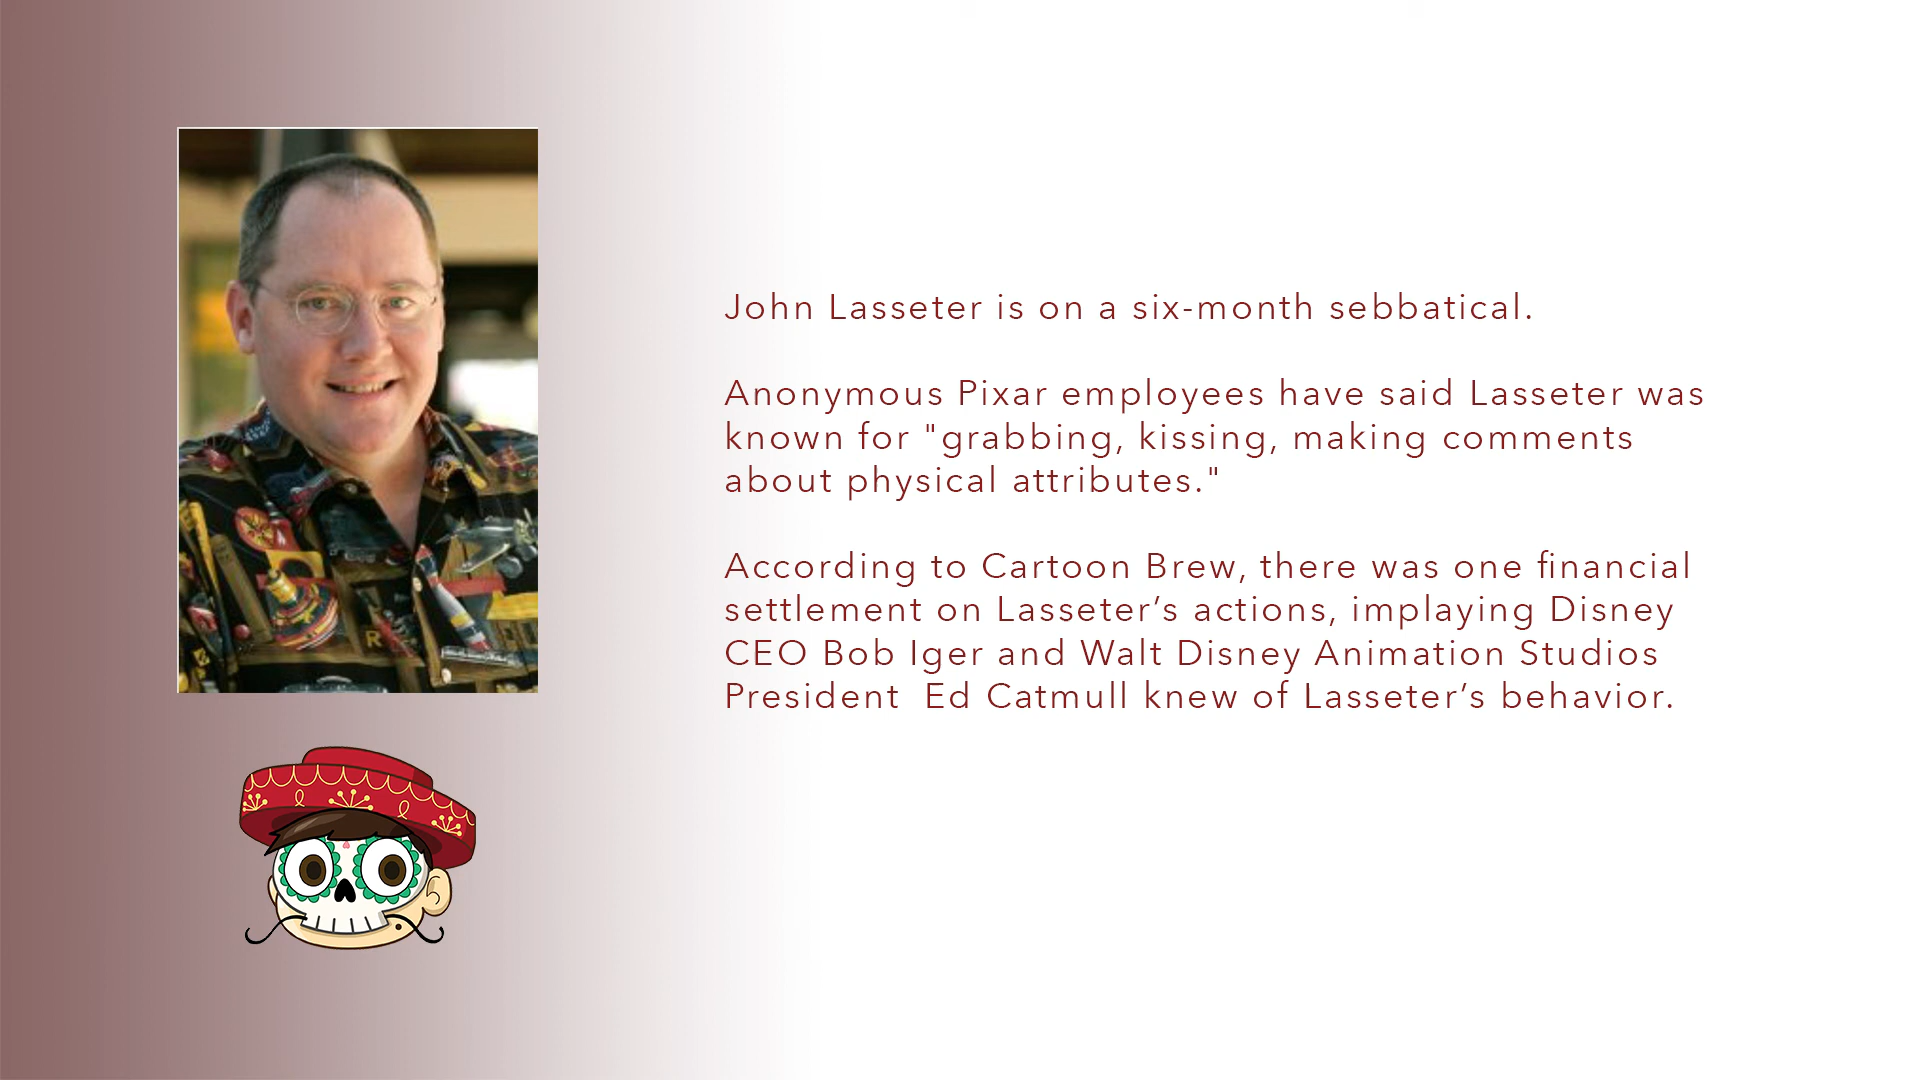 John Lasseter is on a six-month sebbatical.
Anonymous Pixar employees have said Lasseter was
known for "grabbing, kissing, making comments
about physical attributes."
According to Cartoon Brew, there was one financial
settlement on Lasseter’s actions, implaying Disney
CEO Bob Iger and Walt Disney Animation Studios
President  Ed Catmull knew of Lasseter’s behavior.